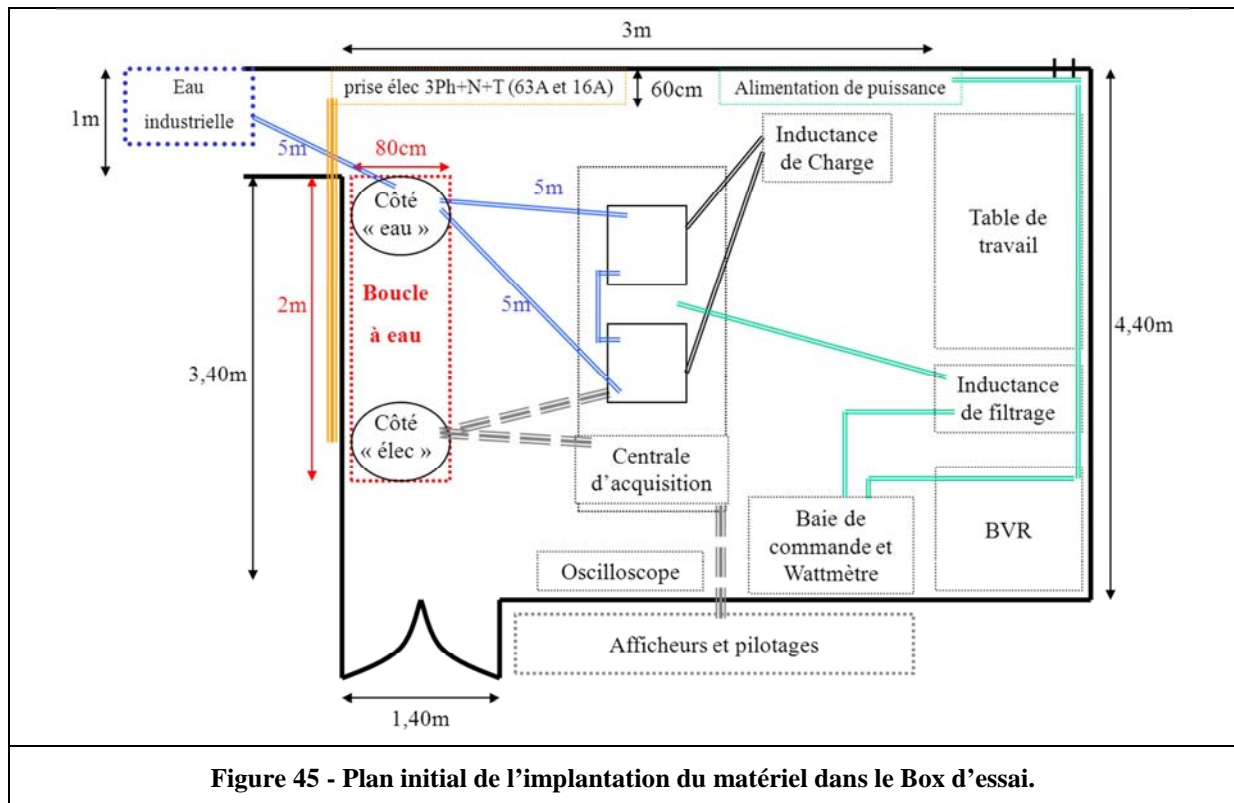 3m
Eau
industrielle
prise élec 3Ph+N+T (63A et 16A)
60cm
Alimentation de puissance
1m
5m
80cm
Inductance
de Charge
Côté
« eau »
5m
Table de
travail
Boucle
à eau
2m
5m
4,40m
3,40m
Inductance
de filtrage
Côté
« élec »
Centrale
d’acquisition
Baie de
commande et
Wattmètre
BVR
Oscilloscope
Afficheurs et pilotages
1,40m
Figure 45 - Plan initial de l’implantation du matériel dans le Box d’essai.